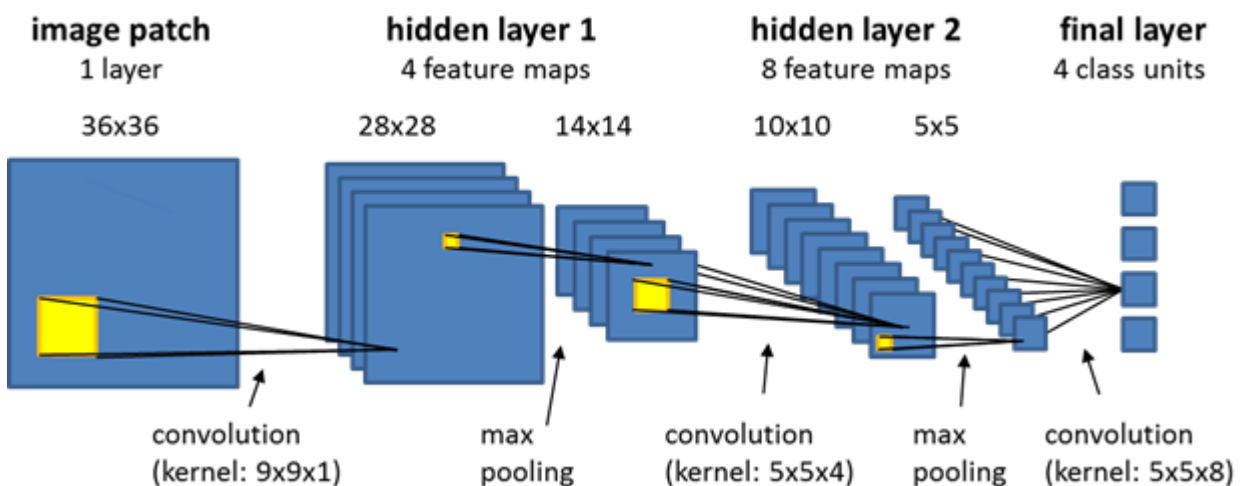 image patch
1 layer
36x36
hidden layer 1
4 feature maps
28x28
14x14
hidden layer 2
8 feature maps
10x10
5x5
final layer
4 class units
convolution
(kernel: 9x9x1)
max
pooling
convolution
(kernel: 5x5x4)
max
pooling
convolution
(kernel: 5x5x8)